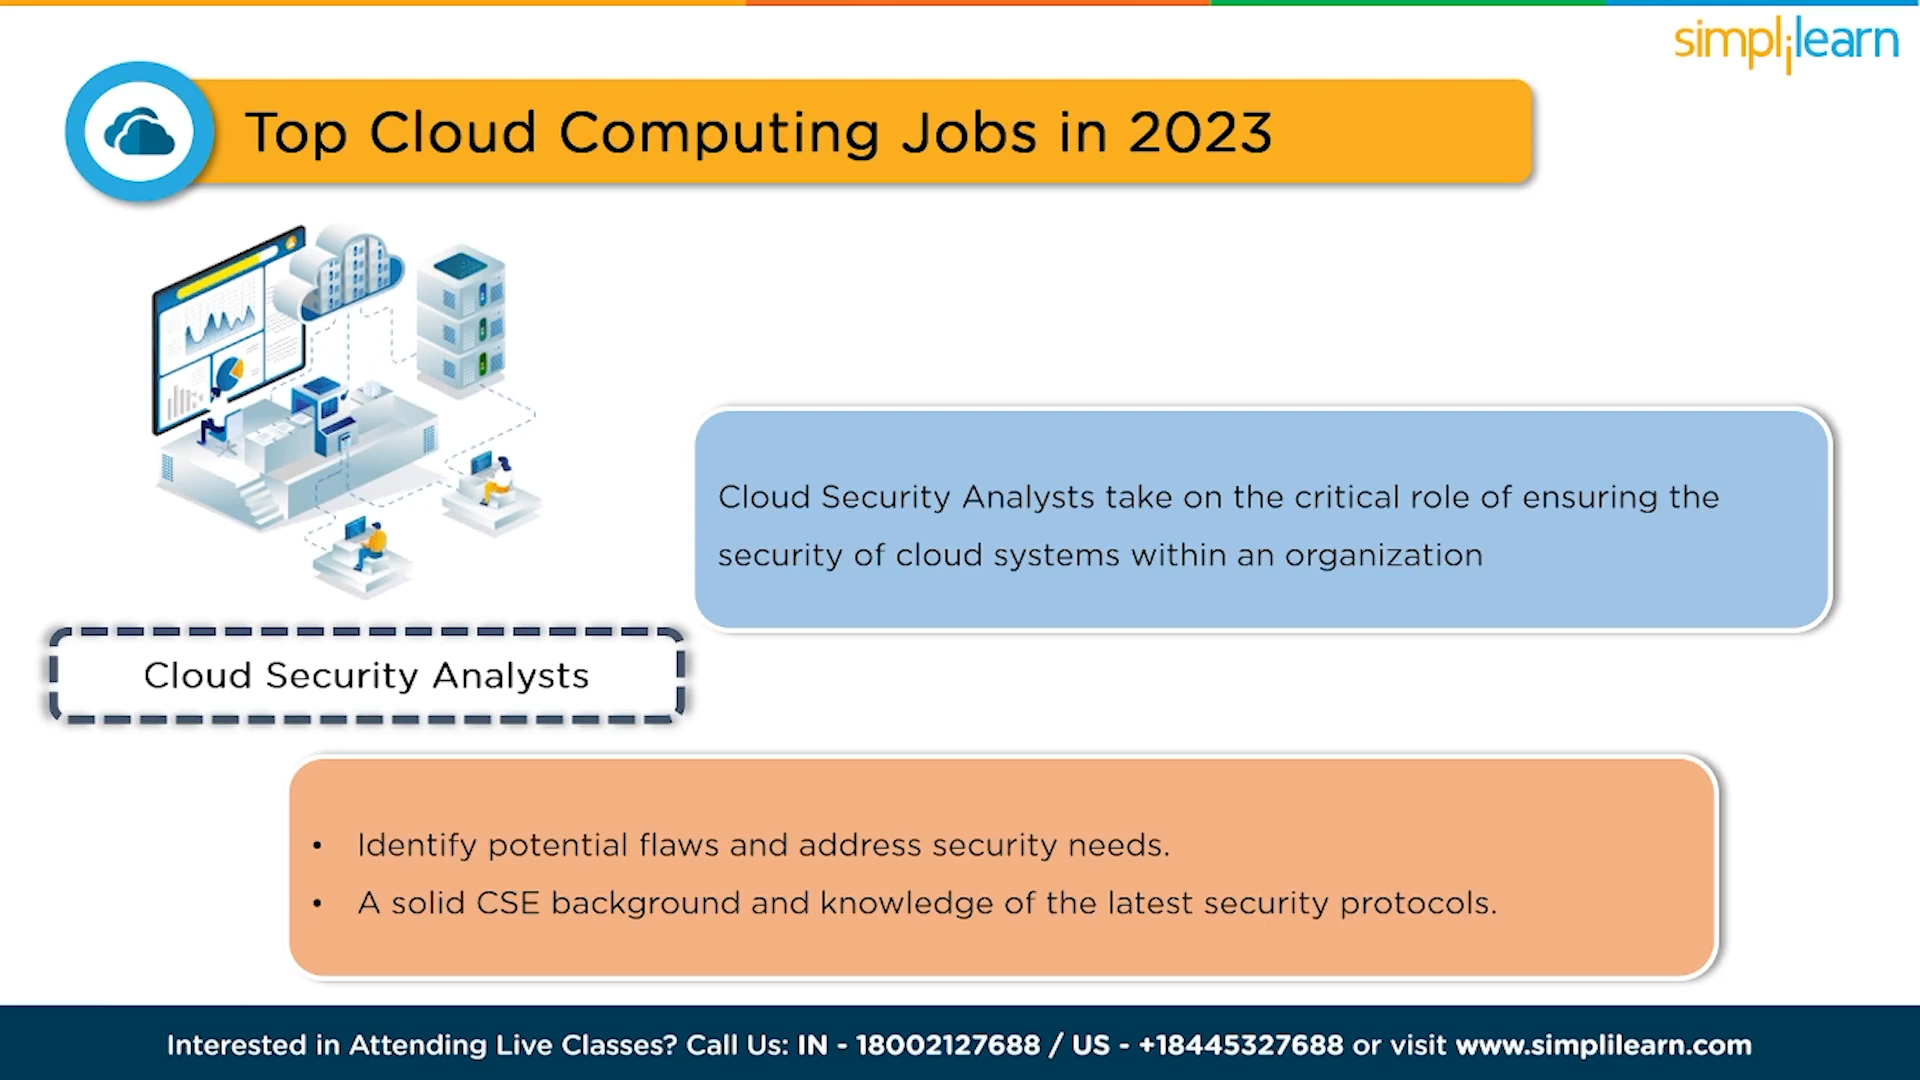 simplilearn
Top Cloud Computing Jobs in 2023
Cloud Security Analysts take on the critical role of ensuring the
security of cloud systems within an organization
Cloud Security Analysts
• Identify potential flaws and address security needs.
• A solid CSE background and knowledge of the latest security protocols.
Interested in Attending Live Classes? Call Us: IN - 18002127688 / US - +18445327688 or visit www.simplilearn.com